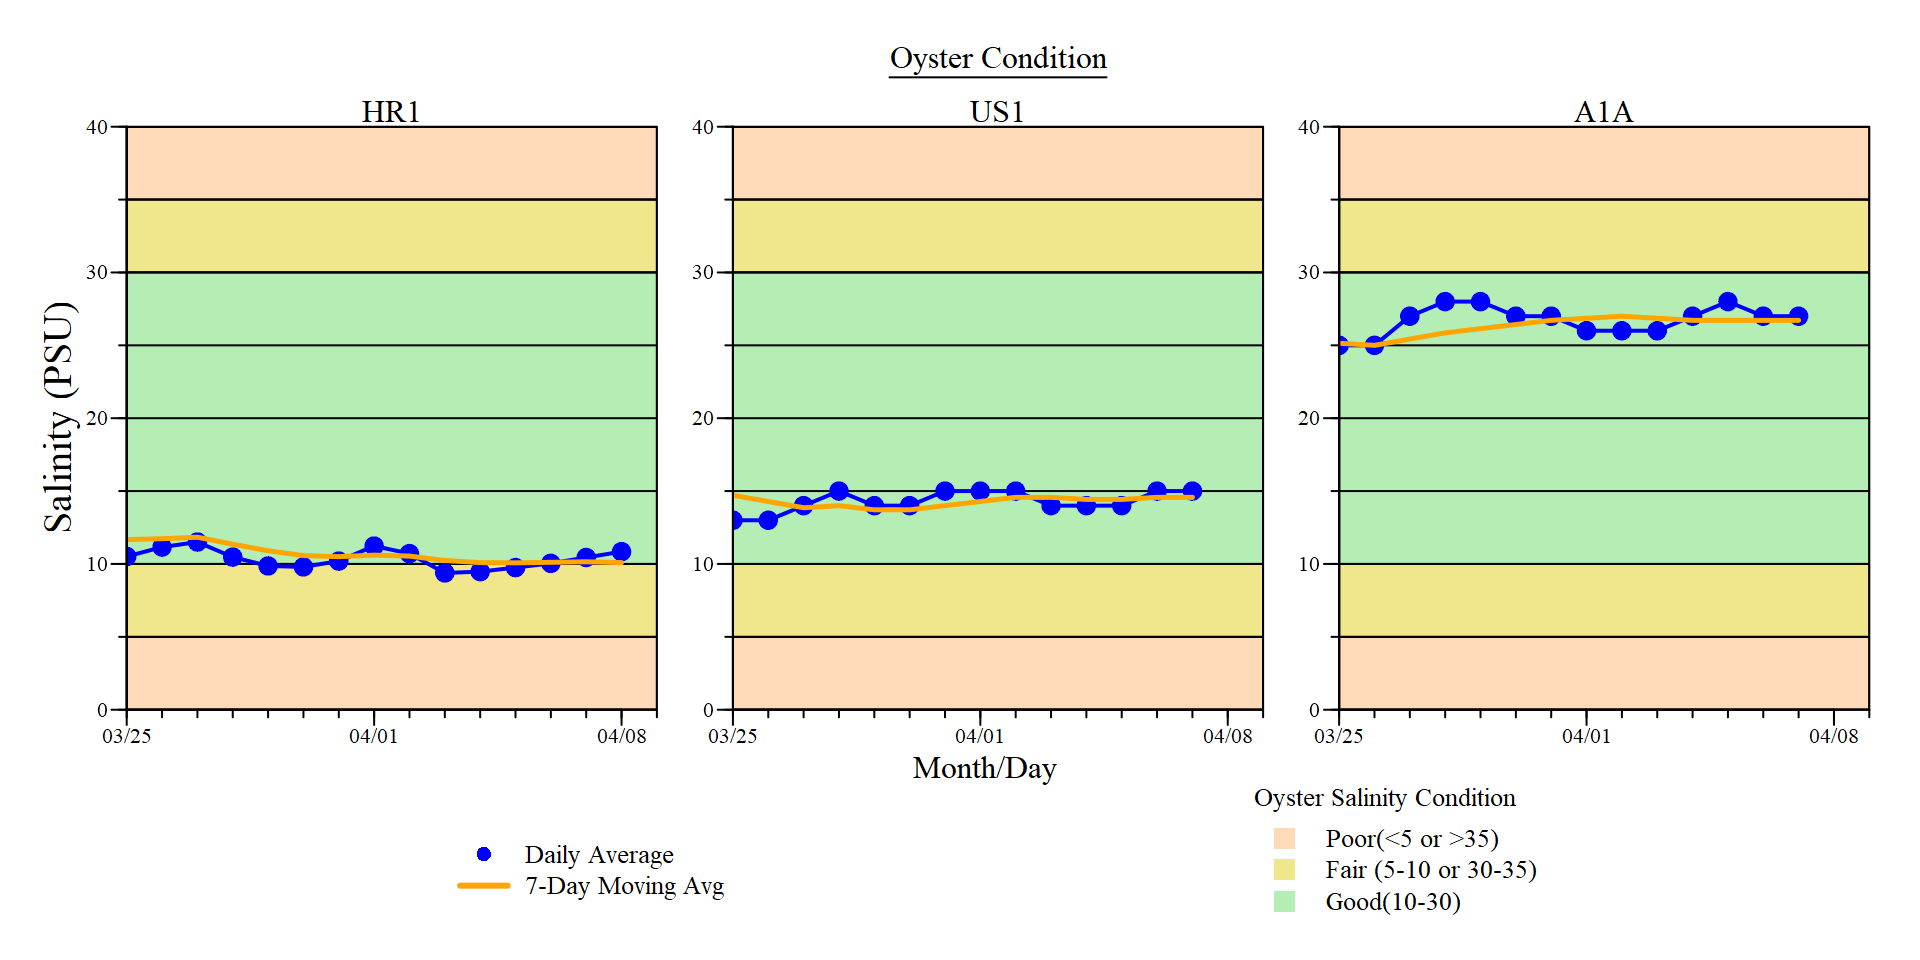 Oyster Condition
HR1
US1
A1A
Salinity (PSU)
40
30
20
10
0
03/25
04/01
04/08
40
30
20
10
0
03/25
04/01
04/08
40
30
20
10
0
03/25
04/01
04/08
Month/Day
Daily Average
7-Day Moving Avg
Oyster Salinity Condition
Poor(<5 or >35)
Fair (5-10 or 30-35)
Good(10-30)